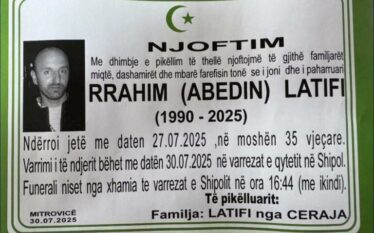 NJOFTIM
Me dhimbje e pikëllim të thellë njoftojmë të gjithë familjarët
miqtë, dashamirët dhe mbarë farefisin tonë se i joni dhe i paharruari
RRAHIM (ABEDIN) LATIFI
(1990 - 2025)
Ndërroi jetë me daten 27.07.2025 ,në moshën 35 vjeçare.
Varrimi i të ndjerit bëhet me datën 30.07.2025 në varrezat e qytetit në Shipol.
Funerali niset nga xhamia te varrezat e Shipolit në ora 16:44 (me ikindi).
Të pikëlluarit:
MITROVICË
30.07.2025
Familja: LATIFI nga CERAJA